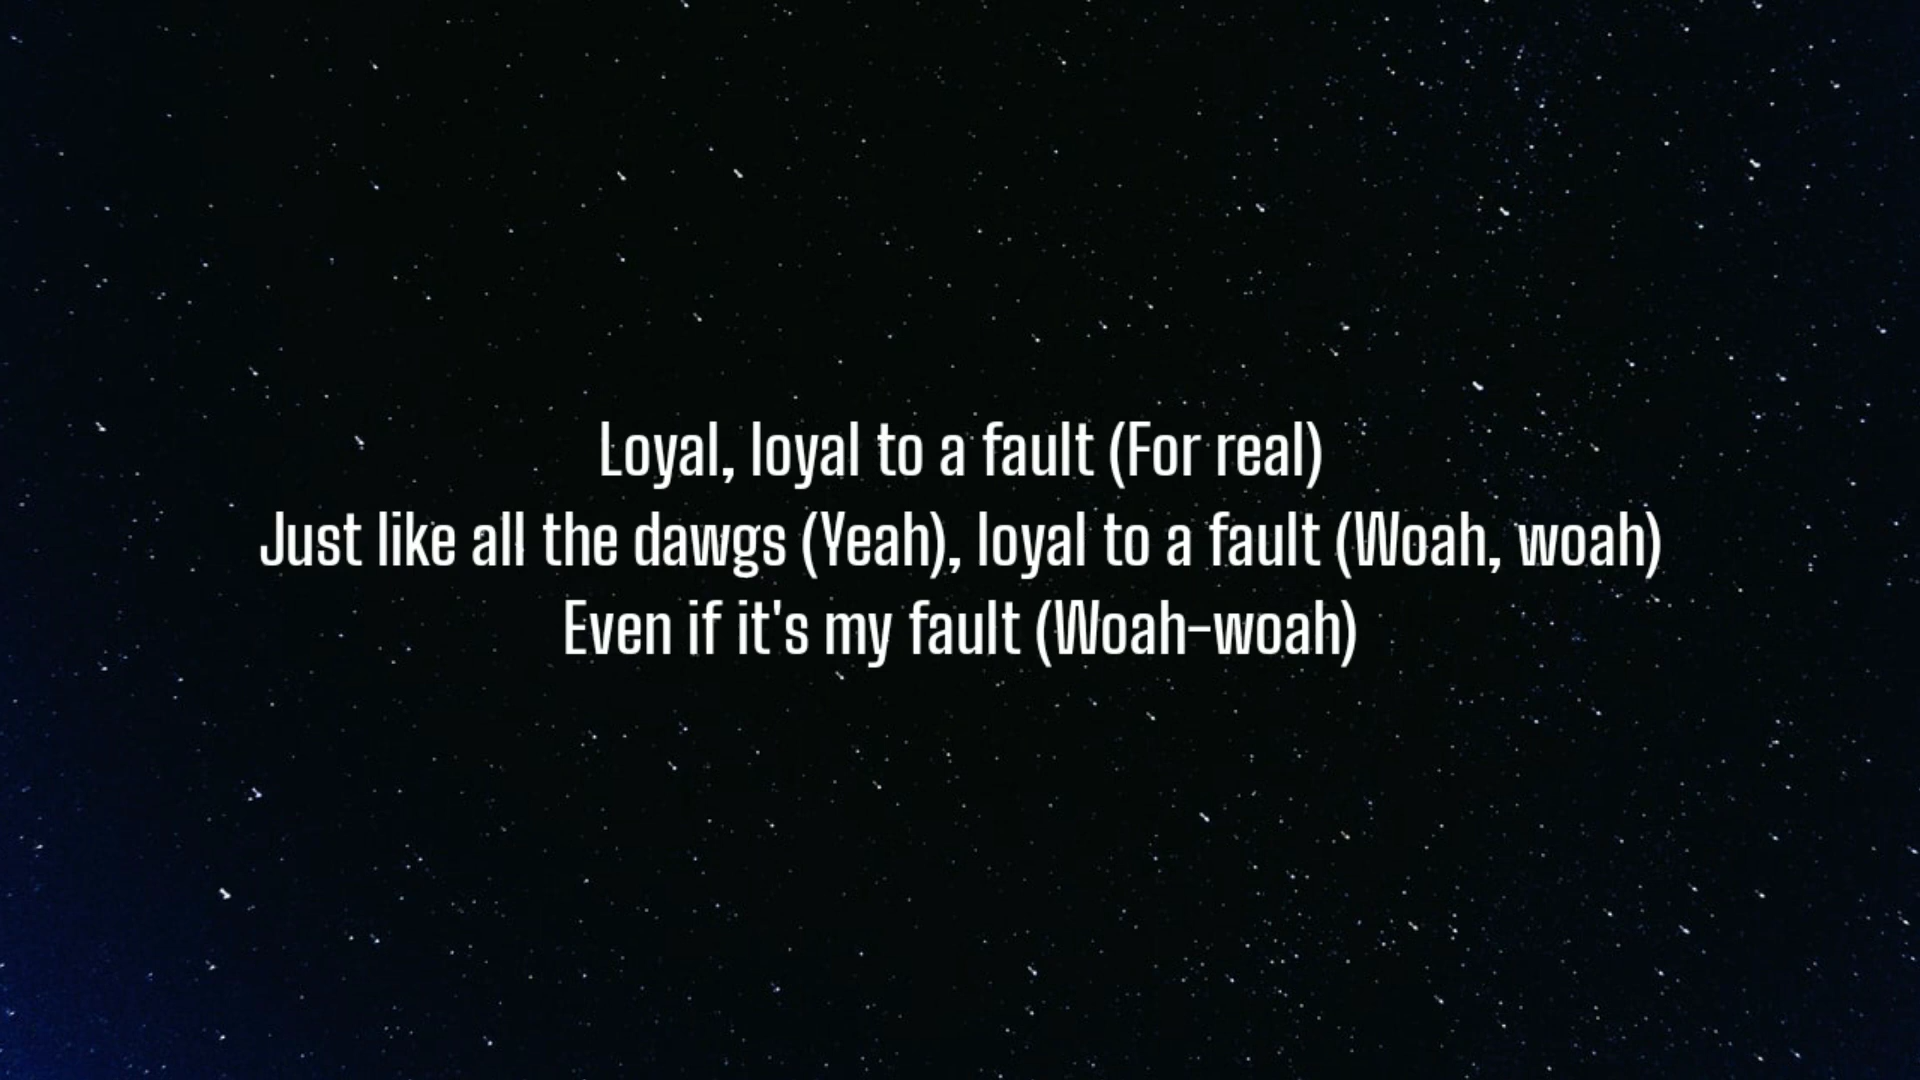 Loyal, loyal to a fault (For real)
Just like all the dawgs (Yeah), loyal to a fault (Woah, woah)
Even if it's my fault (Woah-woah)